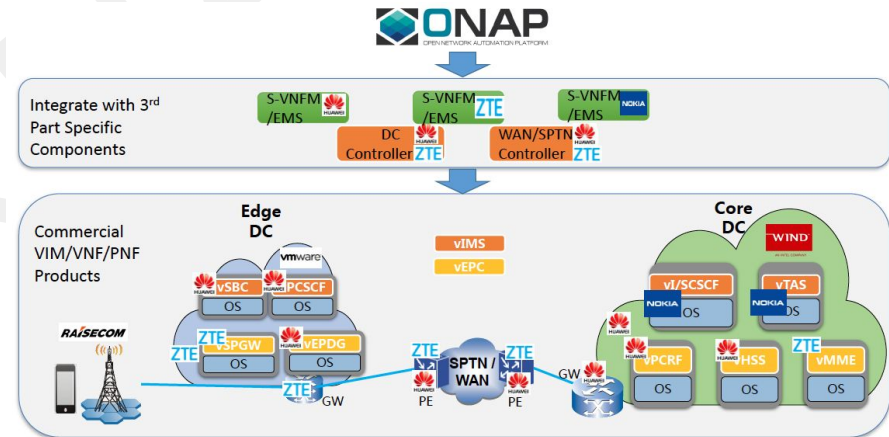 ONAP
OPEN NETWORK AUTOMATION PLATFORM
Integrate with 3rd
Part Specific
Components
S-VNFM
/EMS
HUAWEI
S-VNFM
/EMS
ZTE
S-VNFM
/EMS
NOKIA
DC
Controller
HUAWEI
ZTE
WAN/SPTN
Controller
HUAWEI
ZTE
Commercial
VIM/VNF/PNF
Products
Edge
DC
vmware
HUAWEI
vSBC
OS
HUAWEI
PCSCF
OS
ZTE
ZTE
vSPGW
OS
HUAWEI
vEPDG
OS
RAISECOM
ZTE
GW
vIMS
vEPC
ZTE
HUAWEI
PE
SPTN /
WAN
ZTE
HUAWEI
PE
Core
DC
WIND
vI/SCSCF
NOKIA
OS
vTAS
NOKIA
OS
HUAWEI
vPCRF
OS
HUAWEI
vHSS
OS
ZTE
vMME
OS
GW
HUAWEI